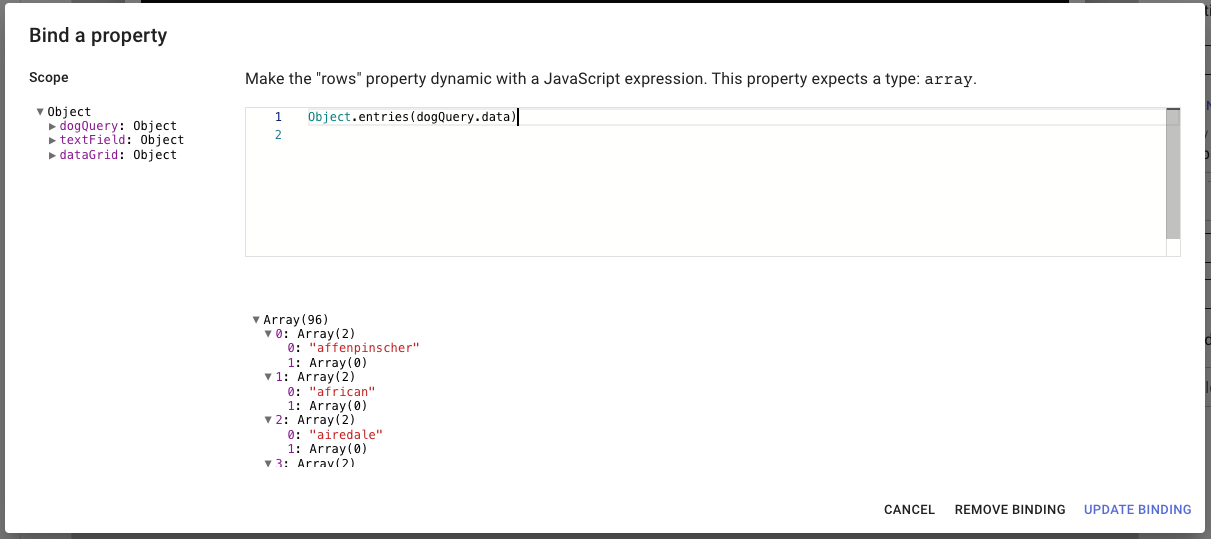 Bind a property
Scope
Object
dogQuery: Object
textField: Object
dataGrid: Object
Make the "rows" property dynamic with a JavaScript expression. This property expects a type: array.
1 Object.entries(dogQuery.data)
2
Array(96)
0: Array(2)
0: "affenpinscher"
1: Array(0)
1: Array(2)
0: "african"
1: Array(0)
2: Array(2)
0: "airedale"
1: Array(0)
3: Array(2)
CANCEL REMOVE BINDING UPDATE BINDING